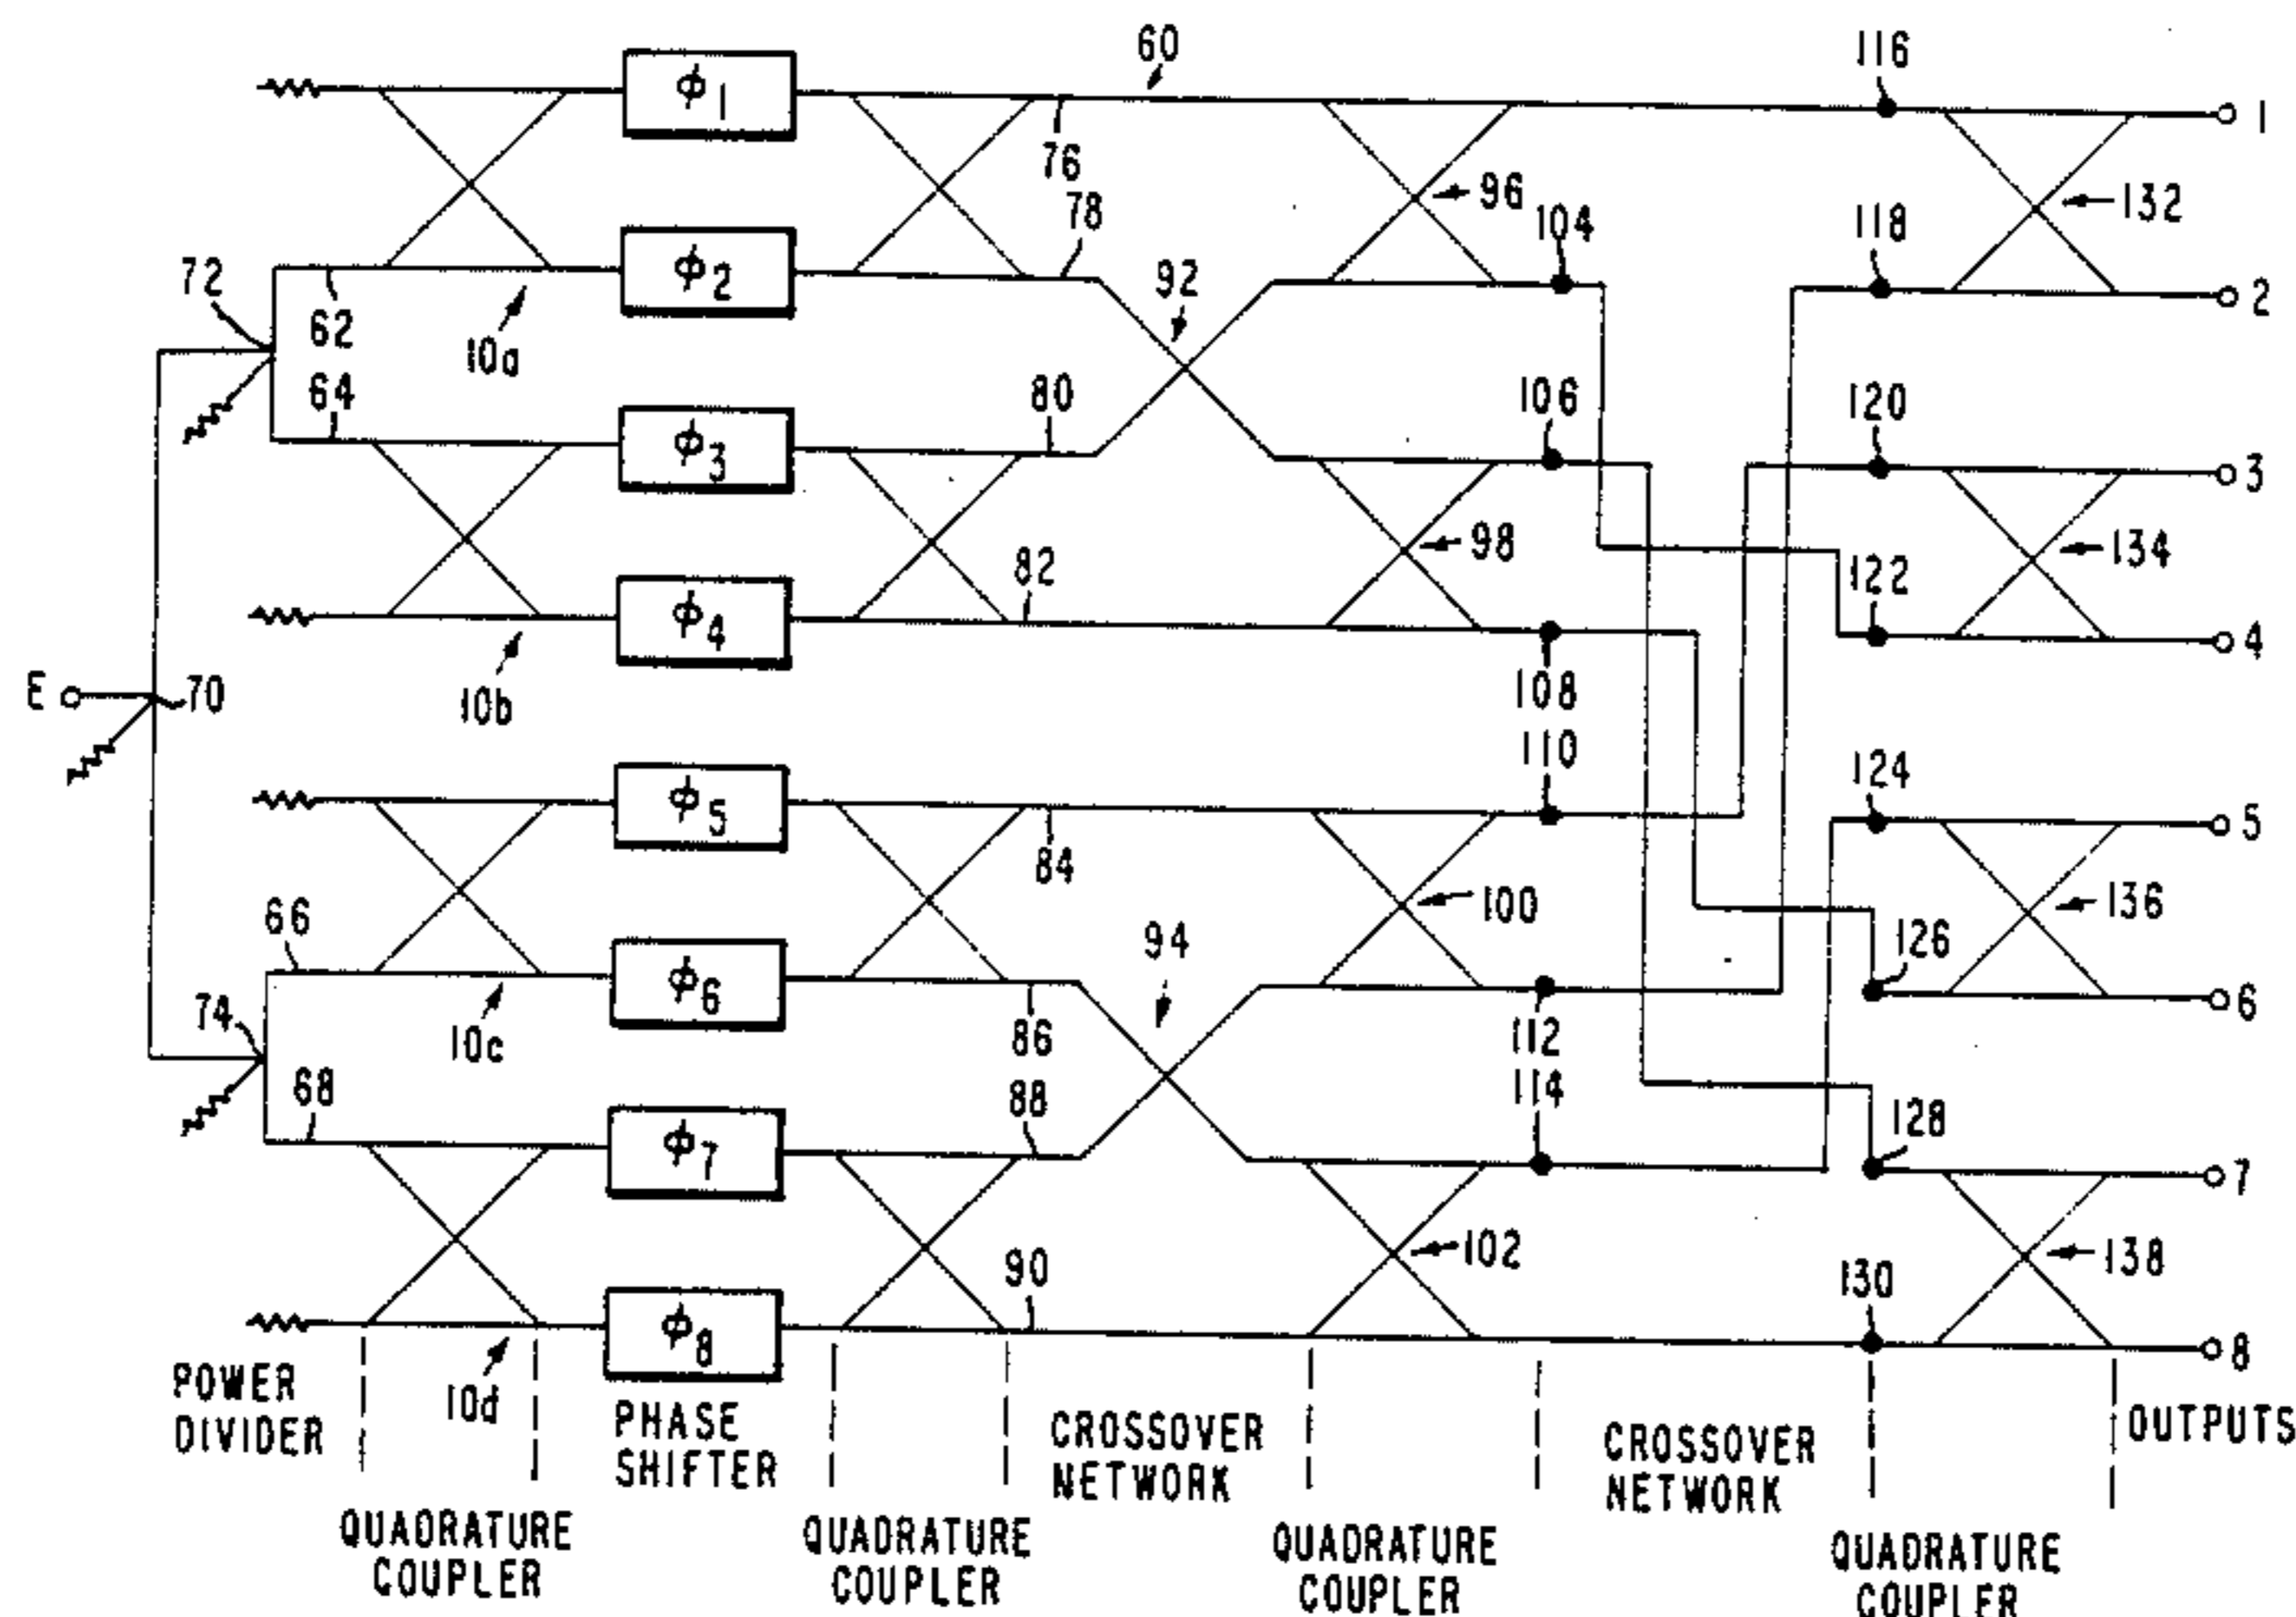 60
116
ϕ1
1
76
96
132
78
104
118
72
ϕ2
92
2
62
10a
64
80
106
120
ϕ3
3
98
134
82
122
ϕ4
4
E
70
10b
108
110
124
ϕ5
5
84
66
100
136
94
126
ϕ6
6
74
10c
86
112
68
88
114
128
ϕ7
7
102
138
90
130
ϕ8
8
10d
POWER
DIVIDER
QUADRATURE
COUPLER
PHASE
SHIFTER
QUADRATURE
COUPLER
CROSSOVER
NETWORK
QUADRATURE
COUPLER
CROSSOVER
NETWORK
QUADRATURE
COUPLER
OUTPUTS